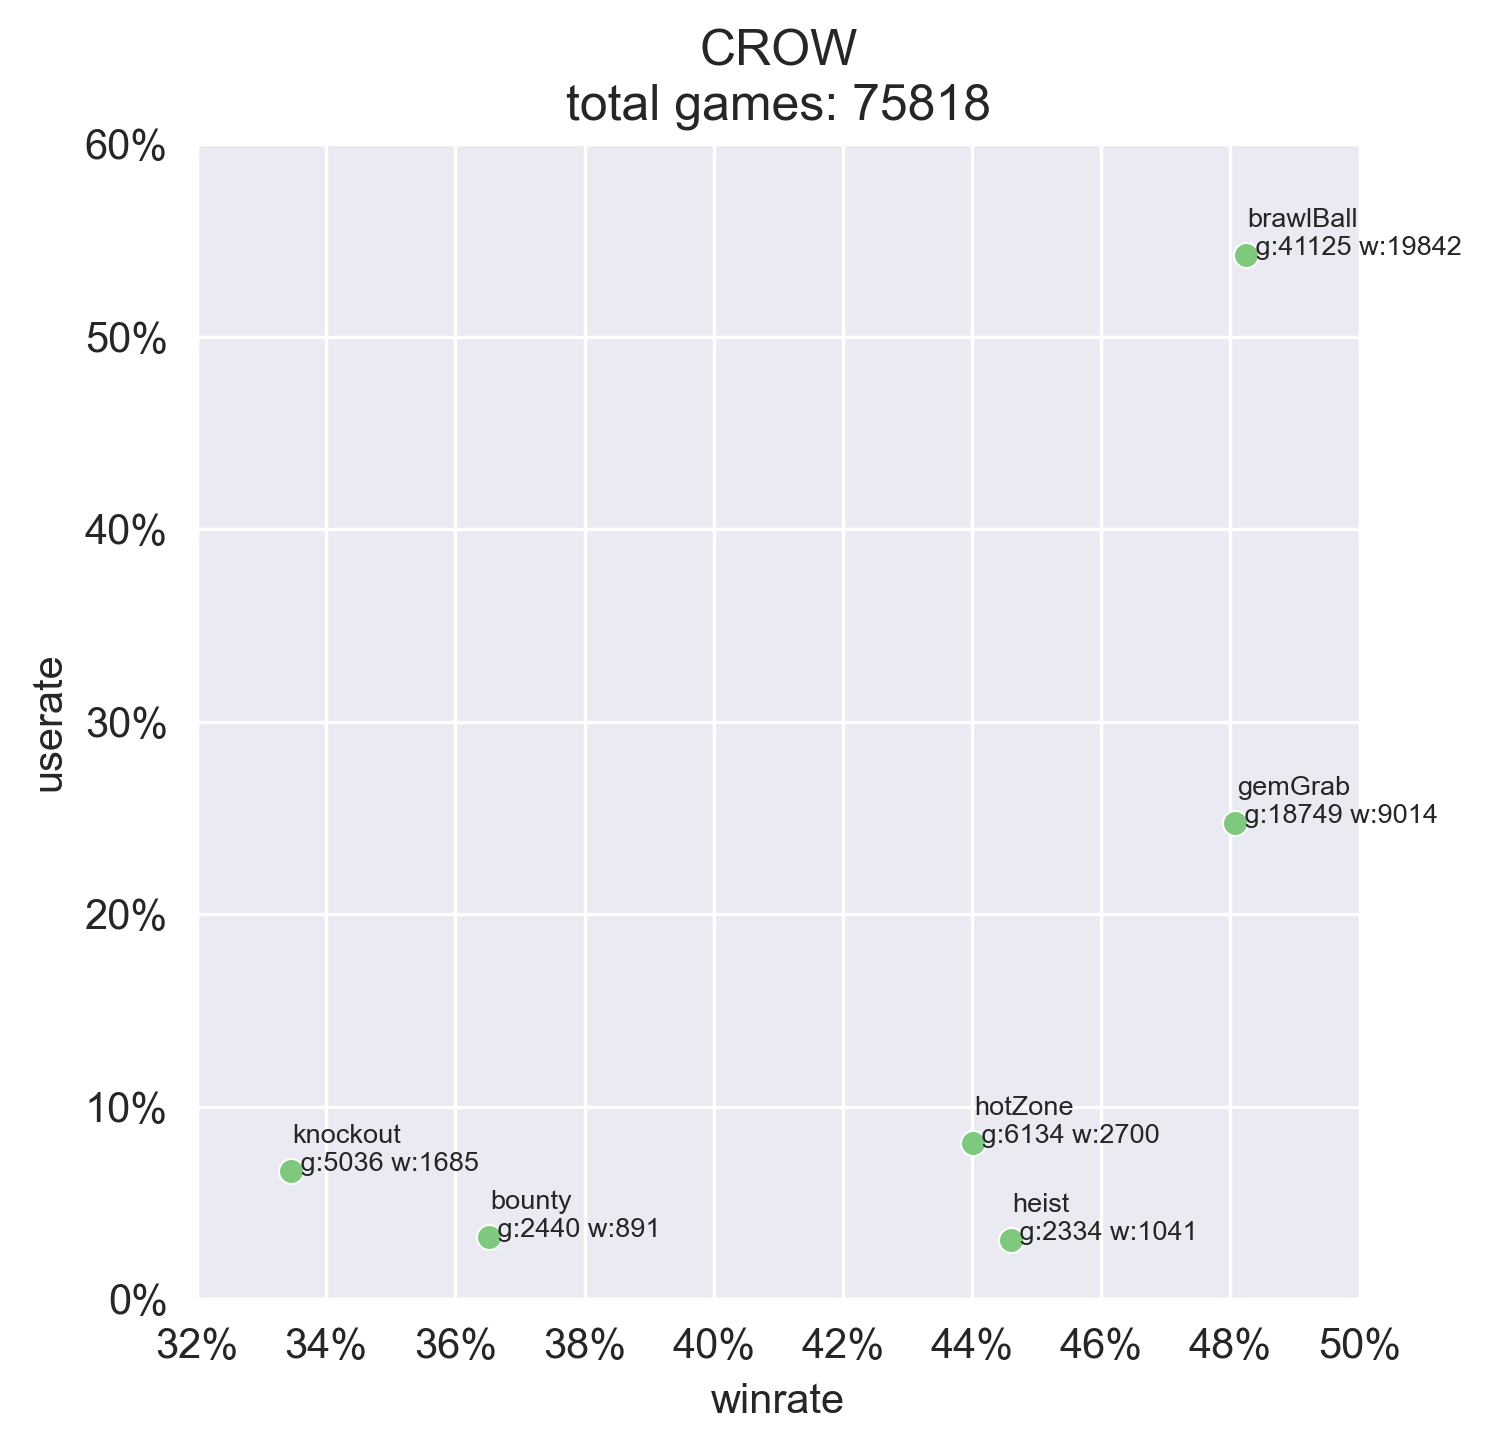 CROW
total games: 75818
60%
50%
40%
30%
20%
10%
0%
userate
brawlBall
g:41125 w:19842
gemGrab
g:18749 w:9014
hotZone
g:6134 w:2700
knockout
g:5036 w:1685
bounty
g:2440 w:891
heist
g:2334 w:1041
32% 34% 36% 38% 40% 42% 44% 46% 48% 50%
winrate